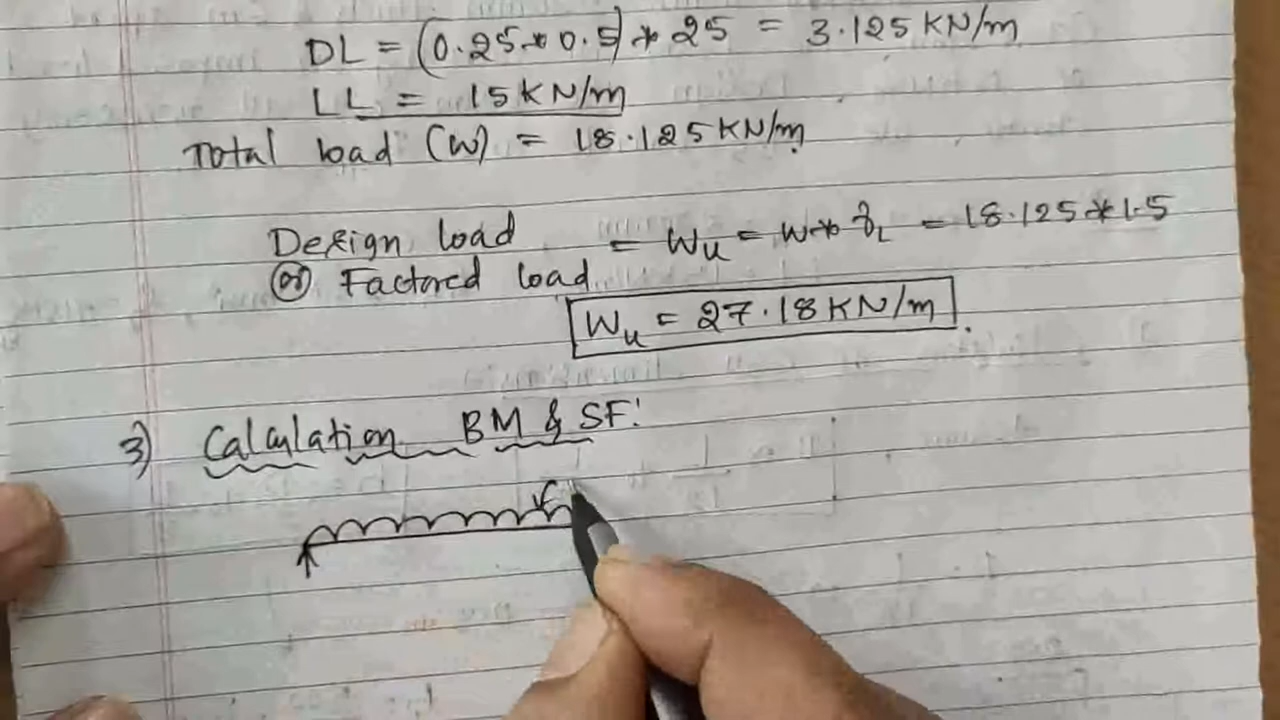 DL = (0.25*0.5)*25 = 3.125 KN/m
LL = 15 KN/m
Total load (W) = 18.125 KN/m.
Design load = Wu = W*γL = 18.125*1.5
(or) Factored load
Wu = 27.18 KN/m.
3) Calculation BM & SF: